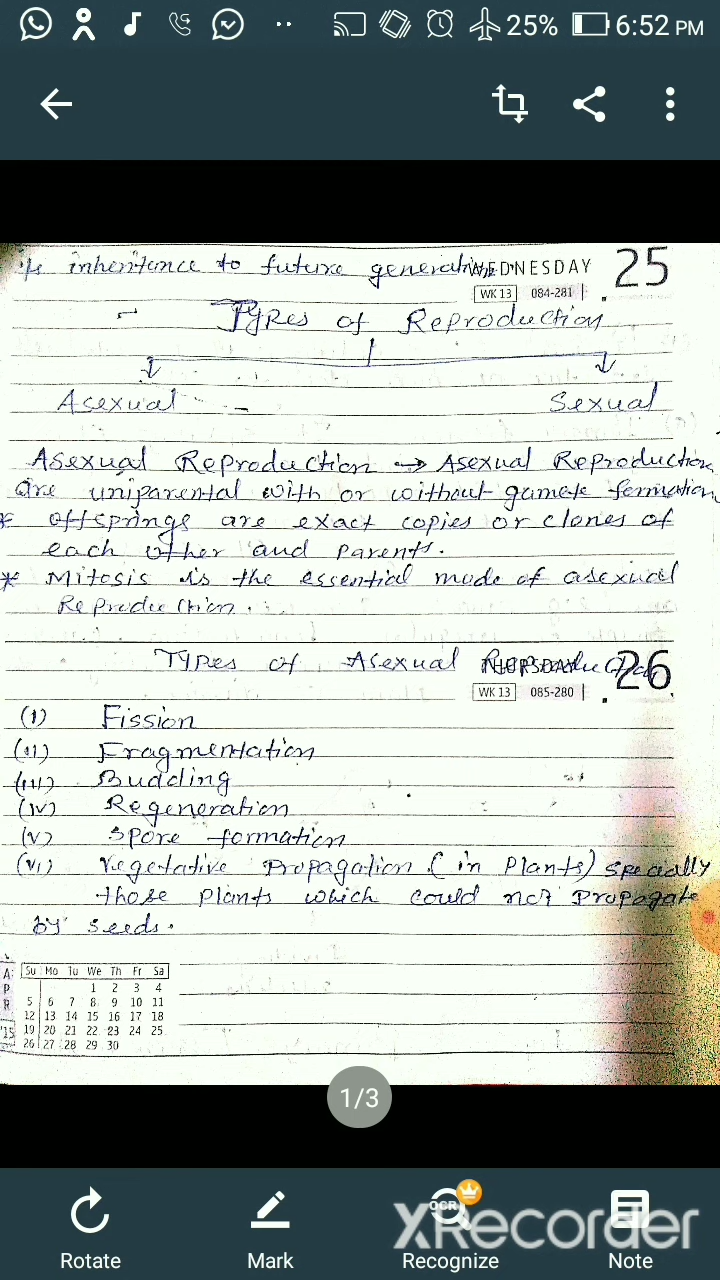 25% 6:52 PM
inheritence to future generation.
WEDNESDAY 25
WK 13 084-281
Types of Reproduction
Asexual - Sexual
Asexual Reproduction → Asexual Reproduction
are uniparental with or without gamete formation
* offsprings are exact copies or clones of
each other and parents.
* Mitosis is the essential mode of asexual
Reproduction.
Types of Asexual Reproduction
THURSDAY 26
WK 13 085-280
(i) Fission
(ii) Fragmentation
(iii) Budding
(iv) Regeneration
(v) Spore formation
(vi) Vegetative Propagation (in Plants) specially
those plants which could not propagate
by seeds.
APR '15
Su Mo Tu We Th Fr Sa
1 2 3 4
5 6 7 8 9 10 11
12 13 14 15 16 17 18
19 20 21 22 23 24 25
26 27 28 29 30
1/3
OCR
XRecorder
Rotate Mark Recognize Note